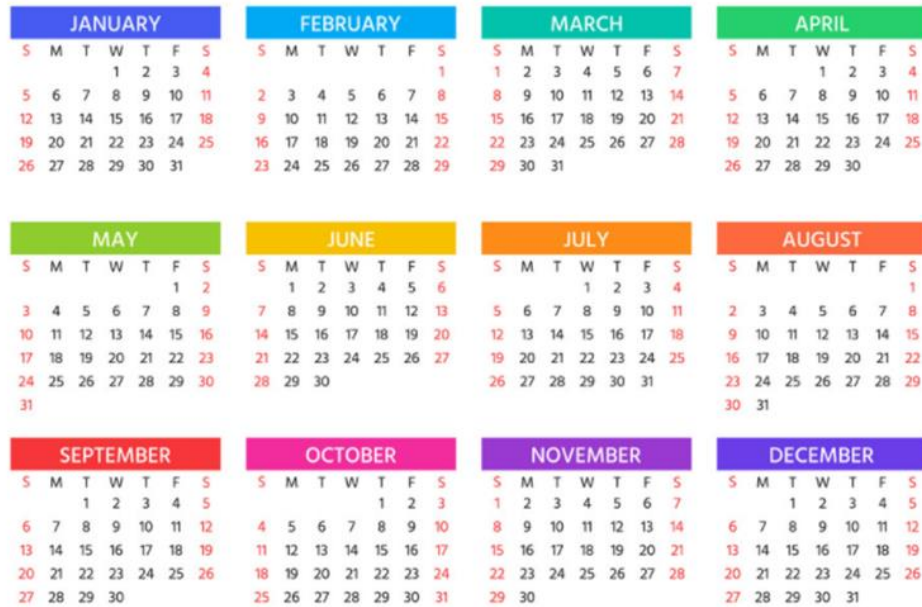 JANUARY
S M T W T F S
1 2 3 4
5 6 7 8 9 10 11
12 13 14 15 16 17 18
19 20 21 22 23 24 25
26 27 28 29 30 31
FEBRUARY
S M T W T F S
1
2 3 4 5 6 7 8
9 10 11 12 13 14 15
16 17 18 19 20 21 22
23 24 25 26 27 28 29
MARCH
S M T W T F S
1 2 3 4 5 6 7
8 9 10 11 12 13 14
15 16 17 18 19 20 21
22 23 24 25 26 27 28
29 30 31
APRIL
S M T W T F S
1 2 3 4
5 6 7 8 9 10 11
12 13 14 15 16 17 18
19 20 21 22 23 24 25
26 27 28 29 30
MAY
S M T W T F S
1 2
3 4 5 6 7 8 9
10 11 12 13 14 15 16
17 18 19 20 21 22 23
24 25 26 27 28 29 30
31
JUNE
S M T W T F S
1 2 3 4 5 6
7 8 9 10 11 12 13
14 15 16 17 18 19 20
21 22 23 24 25 26 27
28 29 30
JULY
S M T W T F S
1 2 3 4
5 6 7 8 9 10 11
12 13 14 15 16 17 18
19 20 21 22 23 24 25
26 27 28 29 30 31
AUGUST
S M T W T F S
1
2 3 4 5 6 7 8
9 10 11 12 13 14 15
16 17 18 19 20 21 22
23 24 25 26 27 28 29
30 31
SEPTEMBER
S M T W T F S
1 2 3 4 5
6 7 8 9 10 11 12
13 14 15 16 17 18 19
20 21 22 23 24 25 26
27 28 29 30
OCTOBER
S M T W T F S
1 2 3
4 5 6 7 8 9 10
11 12 13 14 15 16 17
18 19 20 21 22 23 24
25 26 27 28 29 30 31
NOVEMBER
S M T W T F S
1 2 3 4 5 6 7
8 9 10 11 12 13 14
15 16 17 18 19 20 21
22 23 24 25 26 27 28
29 30
DECEMBER
S M T W T F S
1 2 3 4 5
6 7 8 9 10 11 12
13 14 15 16 17 18 19
20 21 22 23 24 25 26
27 28 29 30 31